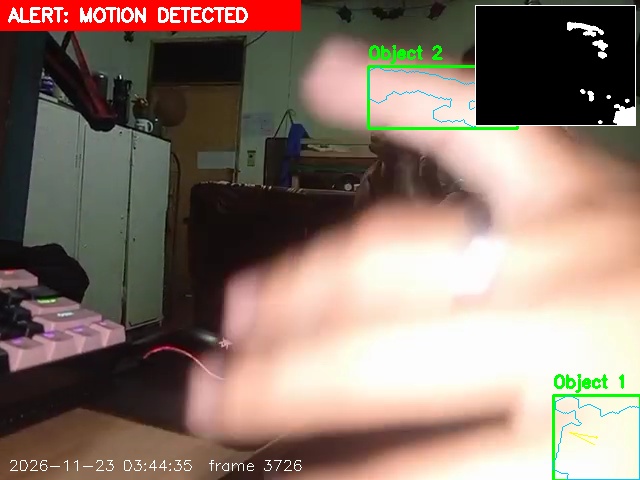 ALERT: MOTION DETECTED
Object 2
Object 1
2026-11-23 03:44:35 frame 3726